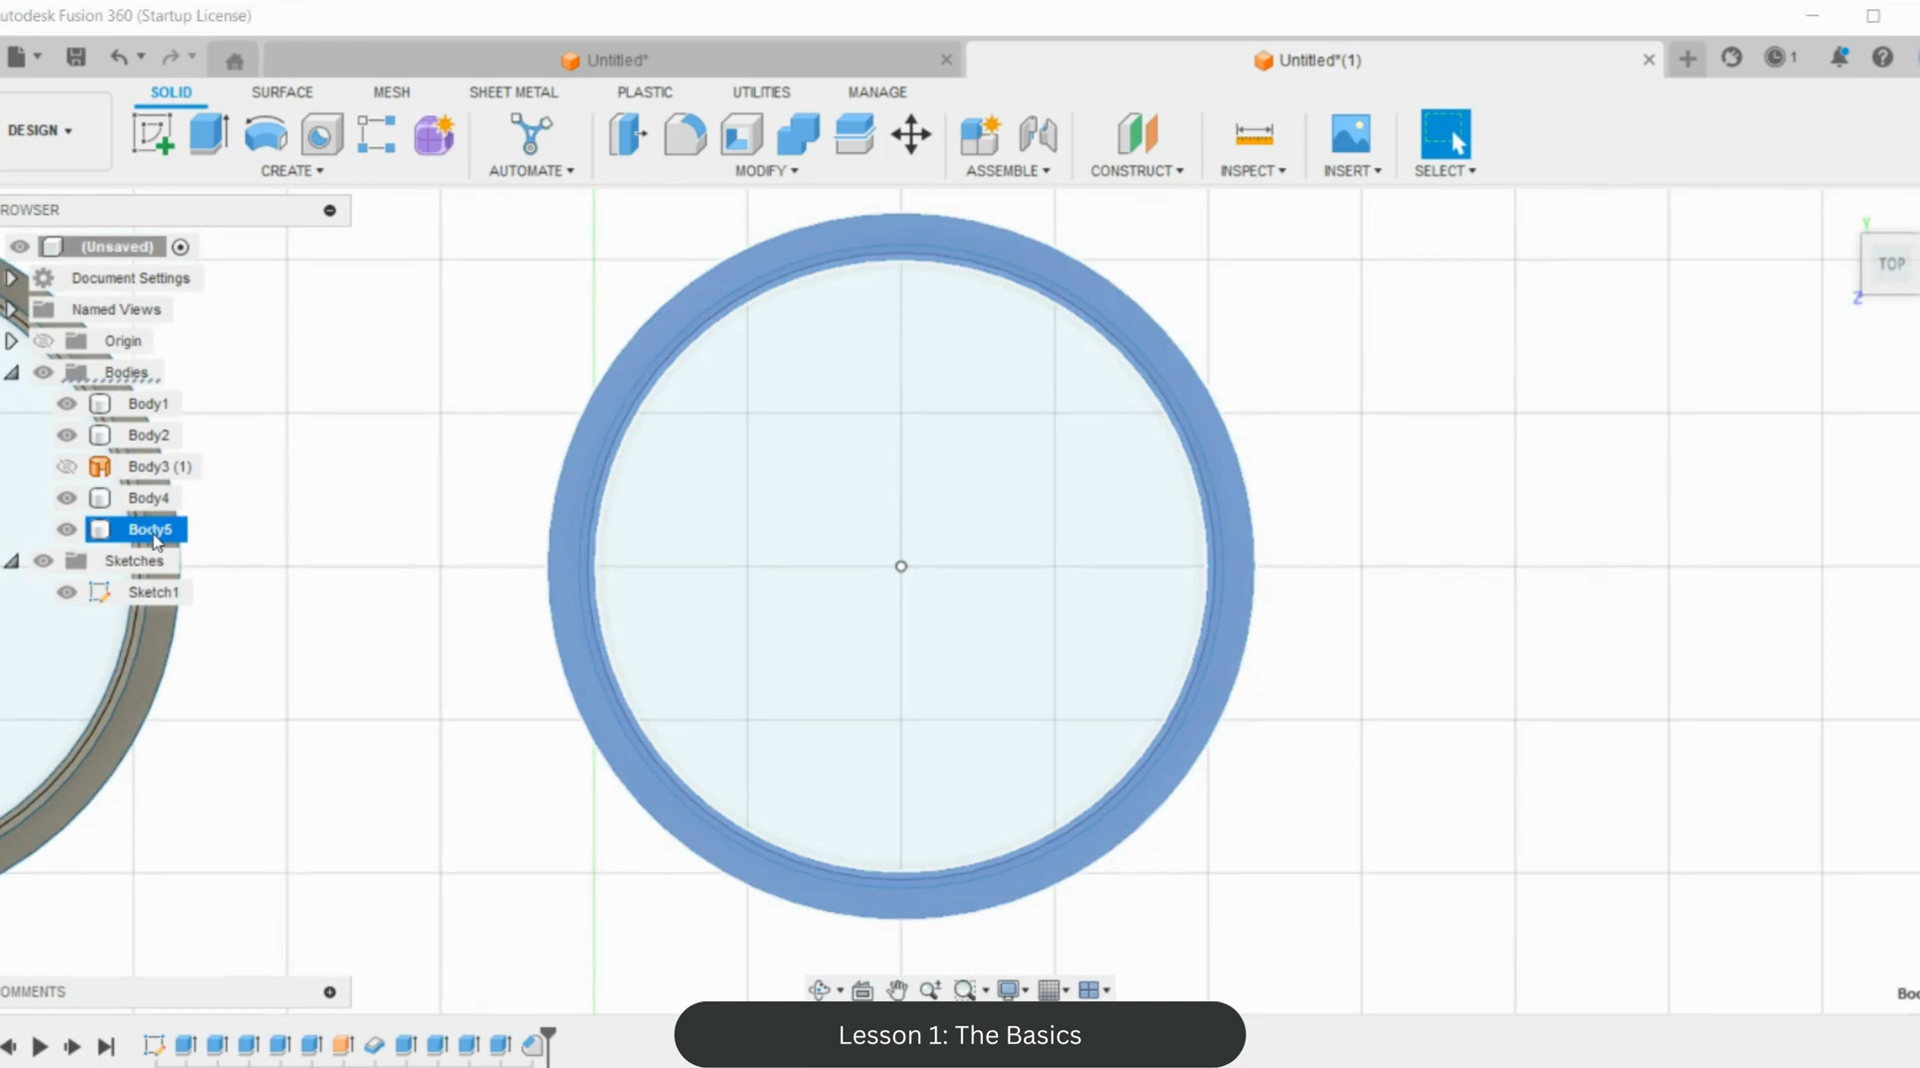 utodesk Fusion 360 (Startup License)
Untitled*
Untitled*(1)
1
SOLID SURFACE MESH SHEET METAL PLASTIC UTILITIES MANAGE
DESIGN
CREATE AUTOMATE MODIFY ASSEMBLE CONSTRUCT INSPECT INSERT SELECT
ROWSER
(Unsaved)
Document Settings
Named Views
Origin
Bodies
Body1
Body2
Body3 (1)
Body4
Body5
Sketches
Sketch1
Y
TOP
Z
OMMENTS
Boc
Lesson 1: The Basics